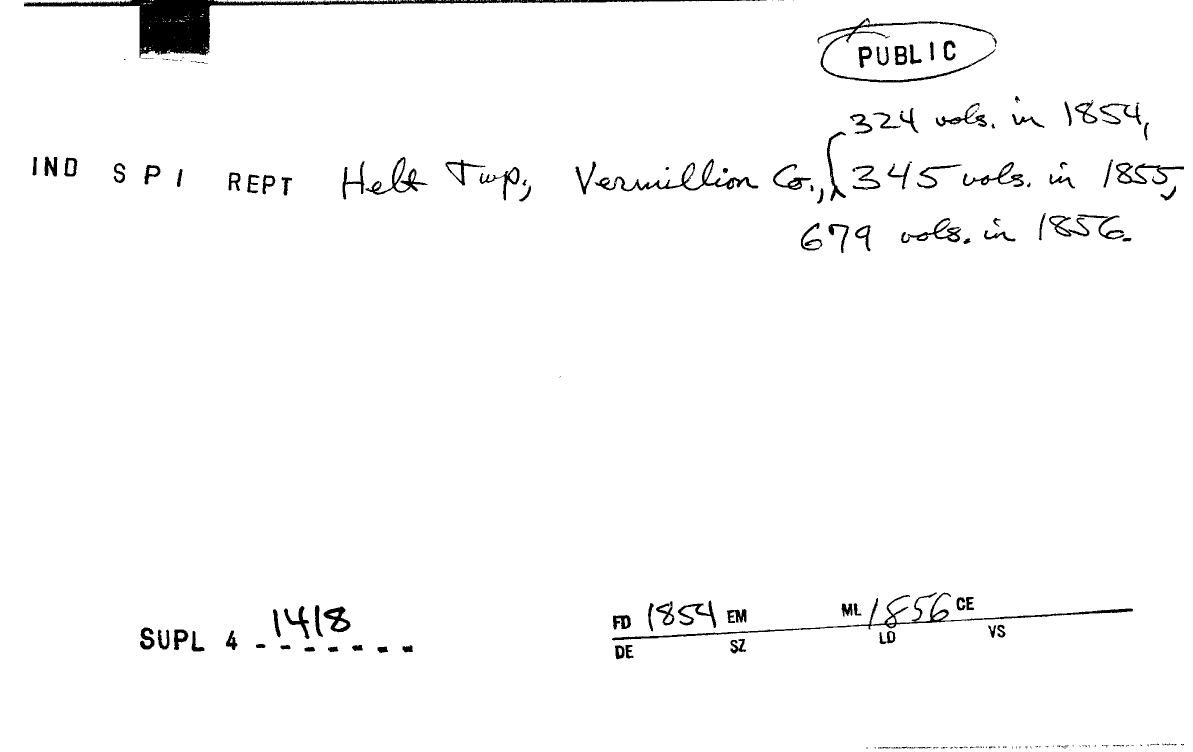 PUBLIC
324 vols. in 1854,
IND S P I REPT Helt Twp., Vermillion Co., 345 vols. in 1855,
679 vols. in 1856.
SUPL 4 1418
FD 1854 EM ML 1856 CE
DE SZ LD VS